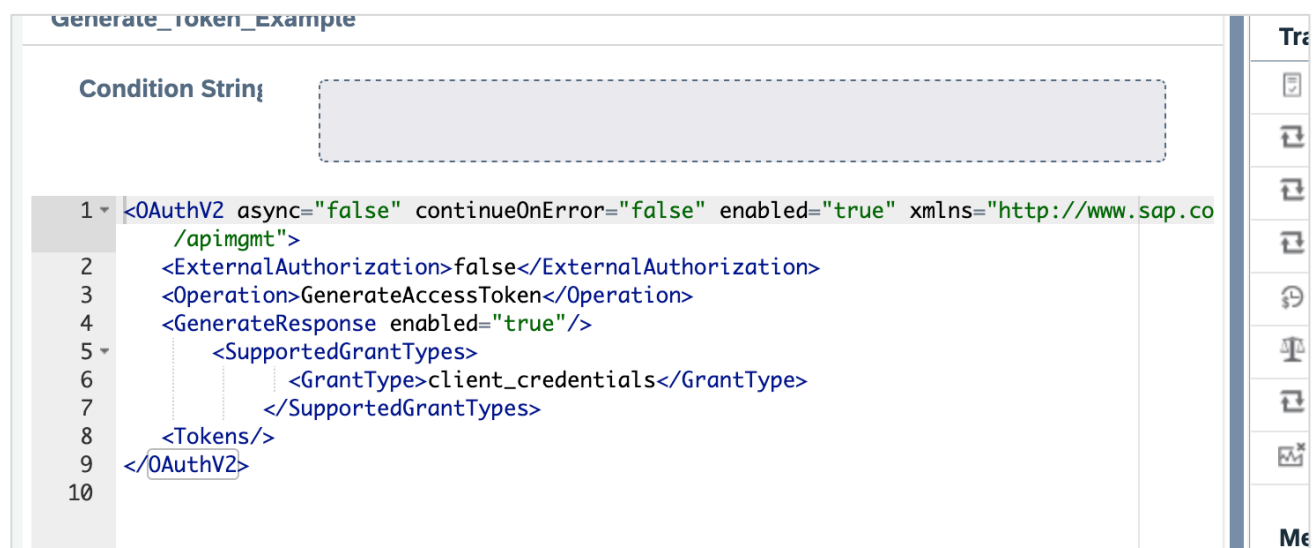 Generate_Token_Example
Tra
Condition String
1 <OAuthV2 async="false" continueOnError="false" enabled="true" xmlns="http://www.sap.co
/apimgmt">
2 <ExternalAuthorization>false</ExternalAuthorization>
3 <Operation>GenerateAccessToken</Operation>
4 <GenerateResponse enabled="true"/>
5 <SupportedGrantTypes>
6 <GrantType>client_credentials</GrantType>
7 </SupportedGrantTypes>
8 <Tokens/>
9 </OAuthV2>
10
Me